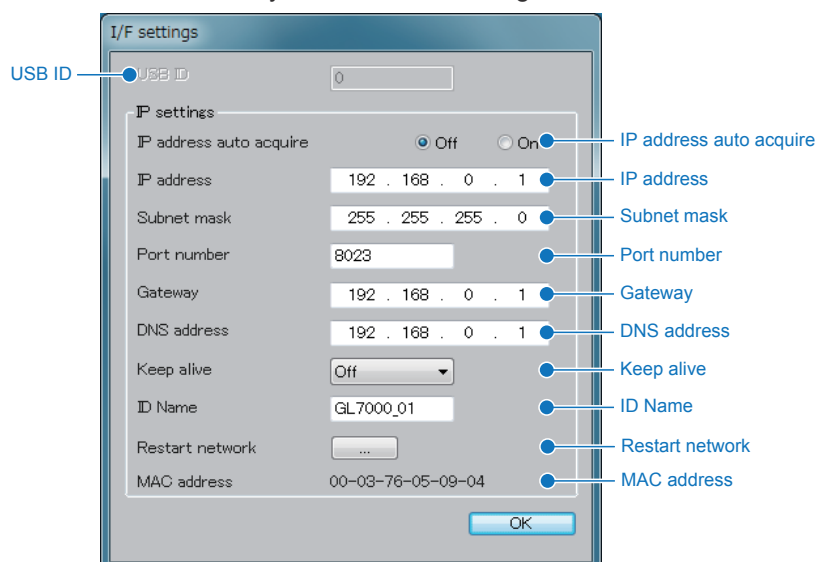 I/F settings
USB ID
USB ID
0
IP settings
IP address auto acquire Off On IP address auto acquire
IP address 192 . 168 . 0 . 1 IP address
Subnet mask 255 . 255 . 255 . 0 Subnet mask
Port number 8023 Port number
Gateway 192 . 168 . 0 . 1 Gateway
DNS address 192 . 168 . 0 . 1 DNS address
Keep alive Off Keep alive
ID Name GL7000_01 ID Name
Restart network ... Restart network
MAC address 00-03-76-05-09-04 MAC address
OK